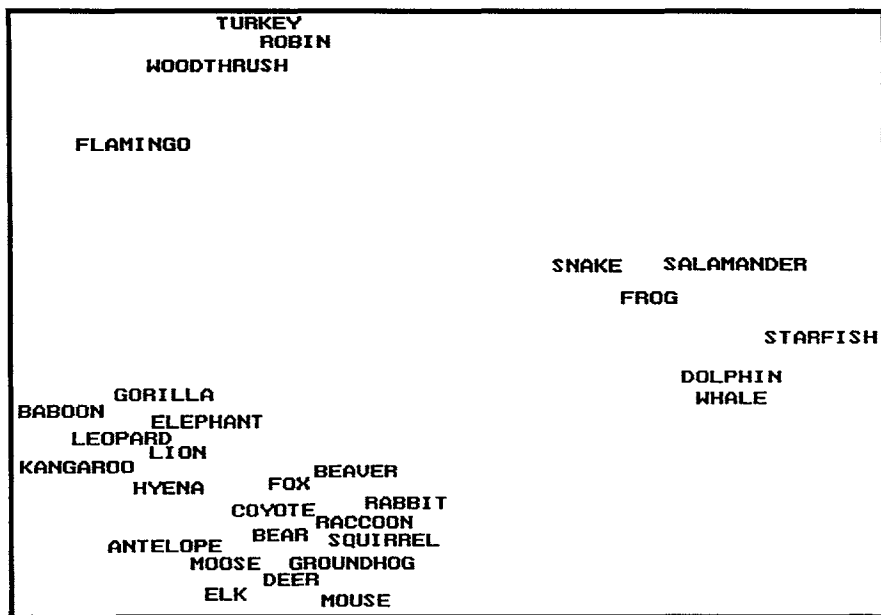 TURKEY
ROBIN
WOODTHRUSH
FLAMINGO
SNAKE SALAMANDER
FROG
STARFISH
DOLPHIN
WHALE
GORILLA
BABOON
ELEPHANT
LEOPARD
LION
KANGAROO
BEAVER
HYENA
FOX
RABBIT
COYOTE
RACCOON
BEAR
SQUIRREL
ANTELOPE
MOOSE GROUNDHOG
DEER
ELK
MOUSE